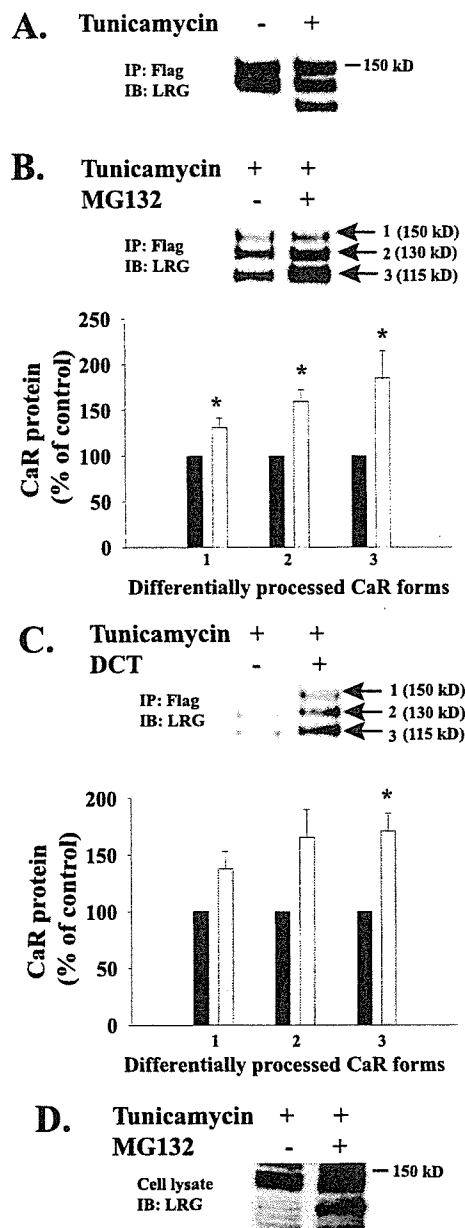 A.
Tunicamycin - +
IP: Flag
IB: LRG
150 kD
B.
Tunicamycin + +
MG132 - +
IP: Flag
IB: LRG
1 (150 kD)
2 (130 kD)
3 (115 kD)
CaR protein
(% of control)
250
200
150
100
50
0
* * *
1 2 3
Differentially processed CaR forms
C.
Tunicamycin + +
DCT - +
IP: Flag
IB: LRG
1 (150 kD)
2 (130 kD)
3 (115 kD)
CaR protein
(% of control)
200
150
100
50
0
*
1 2 3
Differentially processed CaR forms
D.
Tunicamycin + +
MG132 - +
Cell lysate
IB: LRG
150 kD